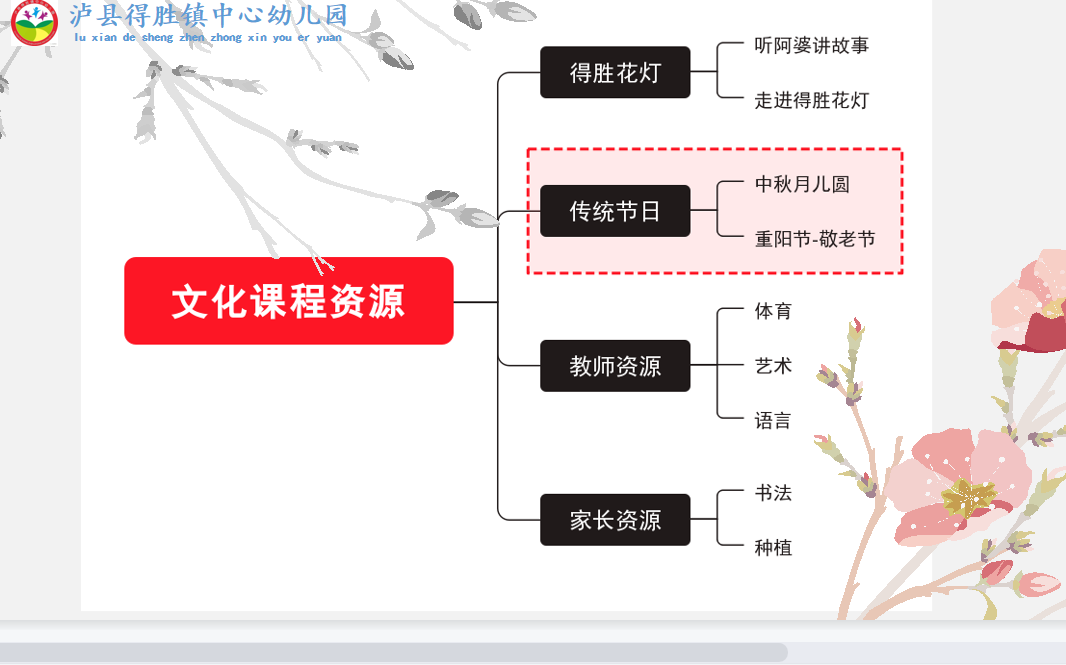 泸县得胜镇中心幼儿园
lu xian de sheng zhen zhong xin you er yuan
文化课程资源
得胜花灯
听阿婆讲故事
走进得胜花灯
传统节日
中秋月儿圆
重阳节-敬老节
教师资源
体育
艺术
语言
家长资源
书法
种植